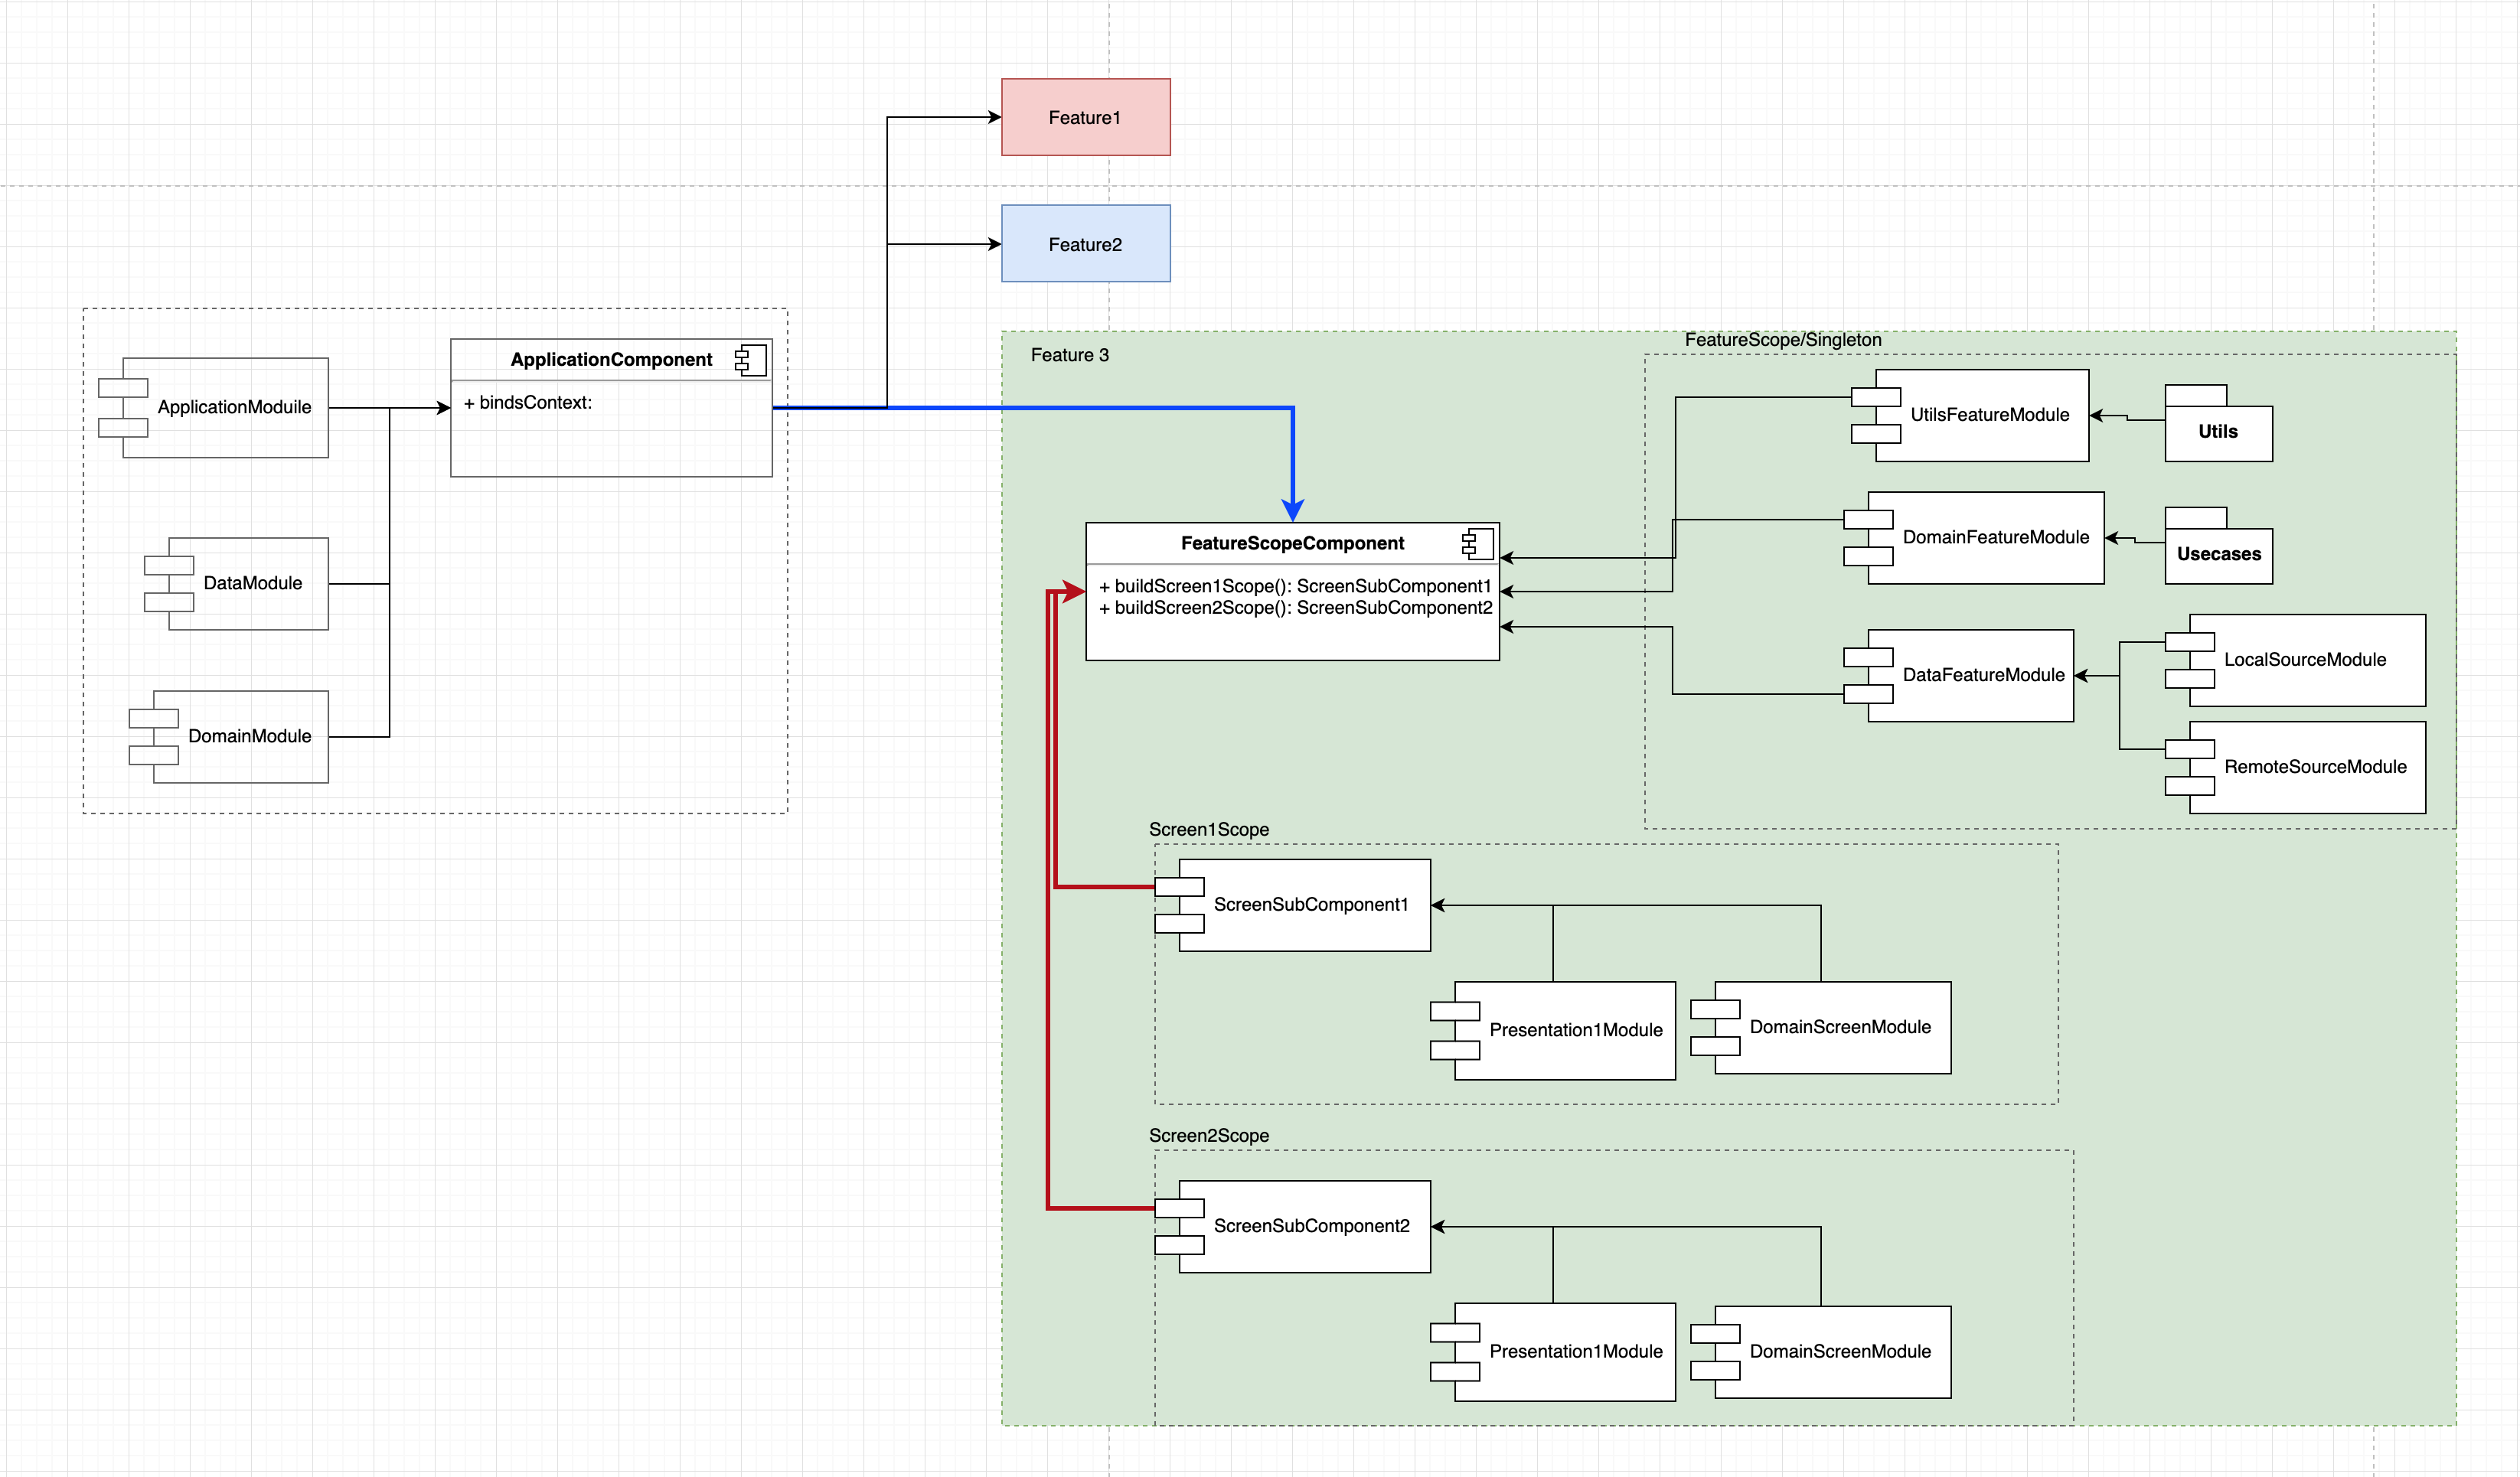 Feature1
Feature2
ApplicationModuile
DataModule
DomainModule
ApplicationComponent
+ bindsContext:
Feature 3
FeatureScope/Singleton
UtilsFeatureModule
Utils
DomainFeatureModule
Usecases
DataFeatureModule
LocalSourceModule
RemoteSourceModule
FeatureScopeComponent
+ buildScreen1Scope(): ScreenSubComponent1
+ buildScreen2Scope(): ScreenSubComponent2
Screen1Scope
ScreenSubComponent1
Presentation1Module
DomainScreenModule
Screen2Scope
ScreenSubComponent2
Presentation1Module
DomainScreenModule